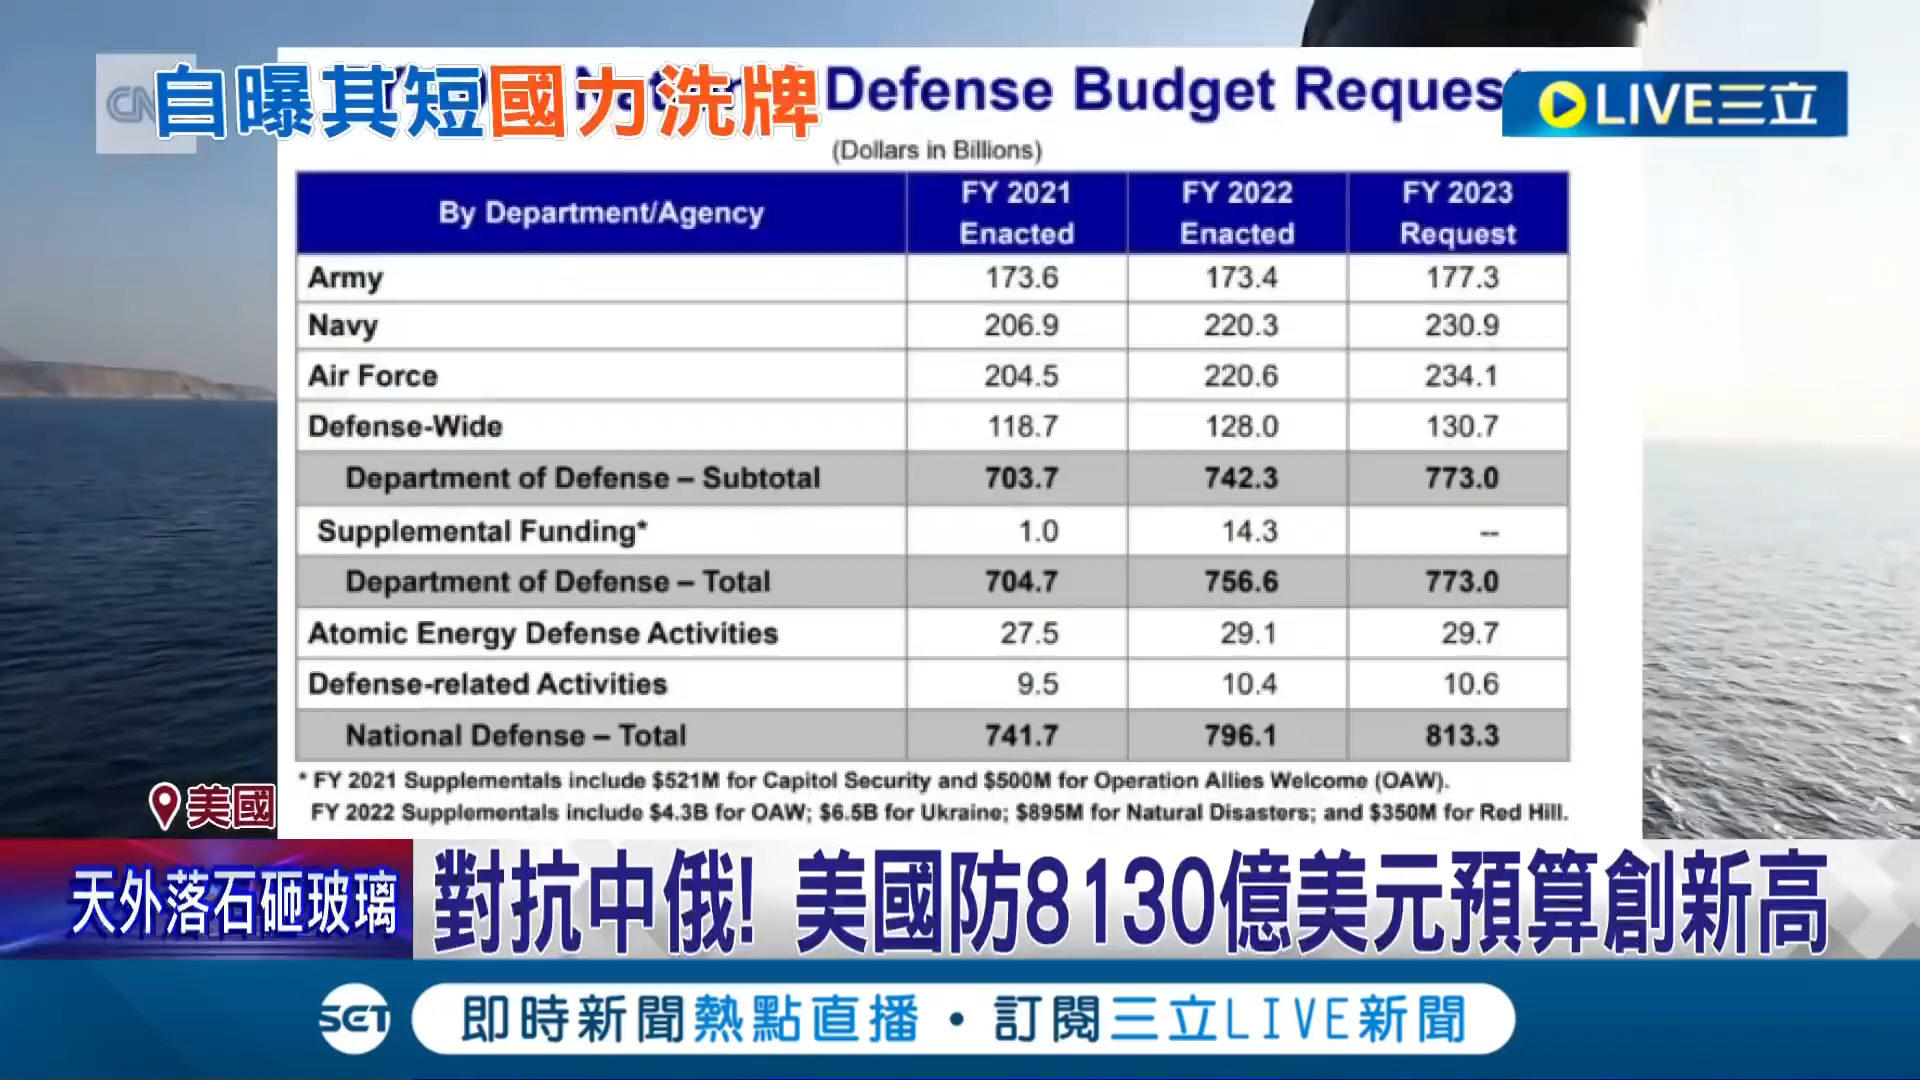 自曝其短國力洗牌
Defense Budget Request
LIVE三立
(Dollars in Billions)
By Department/Agency FY 2021 Enacted FY 2022 Enacted FY 2023 Request
Army 173.6 173.4 177.3
Navy 206.9 220.3 230.9
Air Force 204.5 220.6 234.1
Defense-Wide 118.7 128.0 130.7
Department of Defense – Subtotal 703.7 742.3 773.0
Supplemental Funding* 1.0 14.3 --
Department of Defense – Total 704.7 756.6 773.0
Atomic Energy Defense Activities 27.5 29.1 29.7
Defense-related Activities 9.5 10.4 10.6
National Defense – Total 741.7 796.1 813.3
* FY 2021 Supplementals include $521M for Capitol Security and $500M for Operation Allies Welcome (OAW).
FY 2022 Supplementals include $4.3B for OAW; $6.5B for Ukraine; $895M for Natural Disasters; and $350M for Red Hill.
美國
天外落石砸玻璃
對抗中俄! 美國防8130億美元預算創新高
SET 即時新聞熱點直播・訂閱三立LIVE新聞